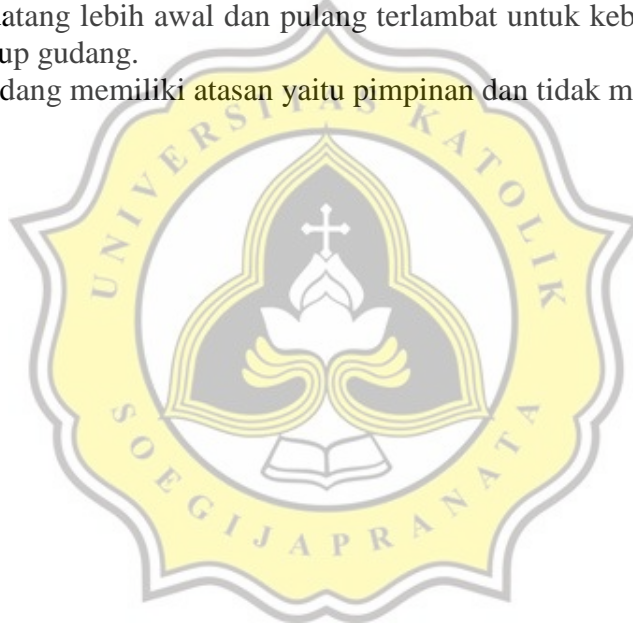 datang lebih awal dan pulang terlambat untuk keb
up gudang.
dang memiliki atasan yaitu pimpinan dan tidak m
UNIVERSITAS KATOLIK
SOEGIJAPRANATA